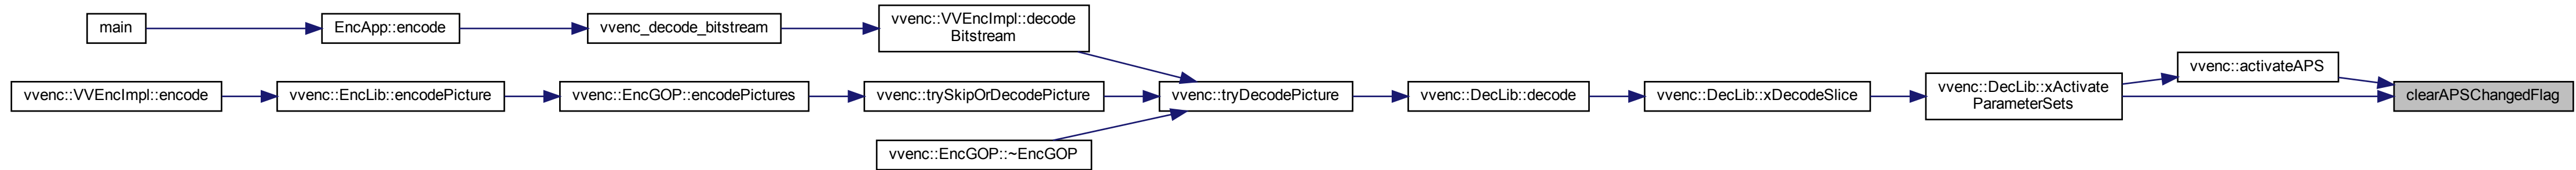 main
EncApp::encode
vvenc_decode_bitstream
vvenc::VVEncImpl::decode
Bitstream
vvenc::VVEncImpl::encode
vvenc::EncLib::encodePicture
vvenc::EncGOP::encodePictures
vvenc::trySkipOrDecodePicture
vvenc::tryDecodePicture
vvenc::DecLib::decode
vvenc::DecLib::xDecodeSlice
vvenc::DecLib::xActivate
ParameterSets
vvenc::activateAPS
clearAPSChangedFlag
vvenc::EncGOP::~EncGOP